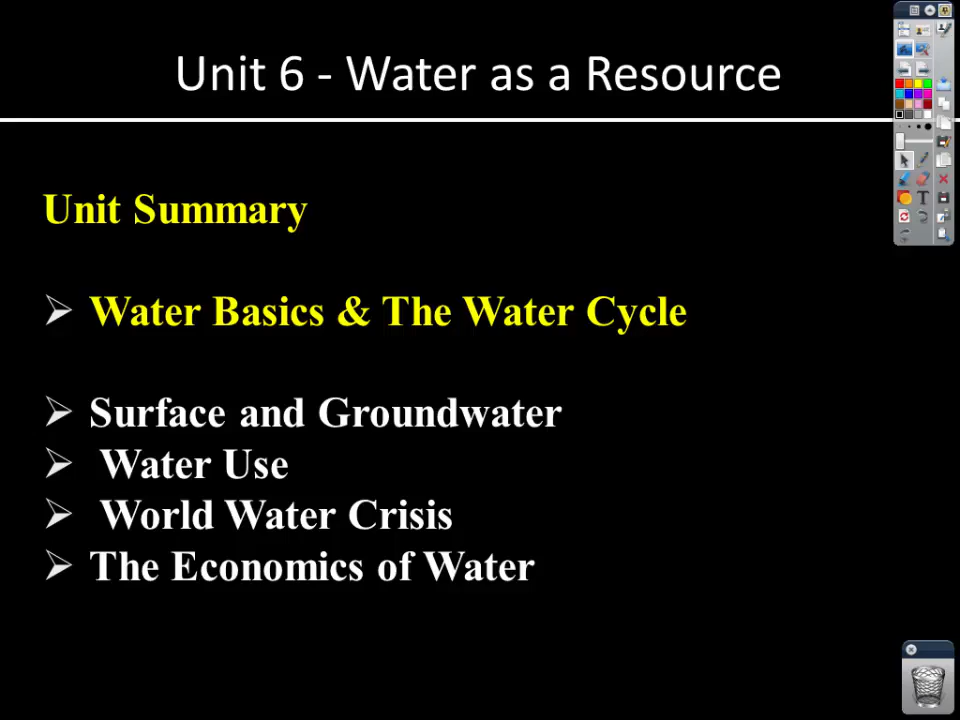 Unit 6 - Water as a Resource
Unit Summary
Water Basics & The Water Cycle
Surface and Groundwater
Water Use
World Water Crisis
The Economics of Water